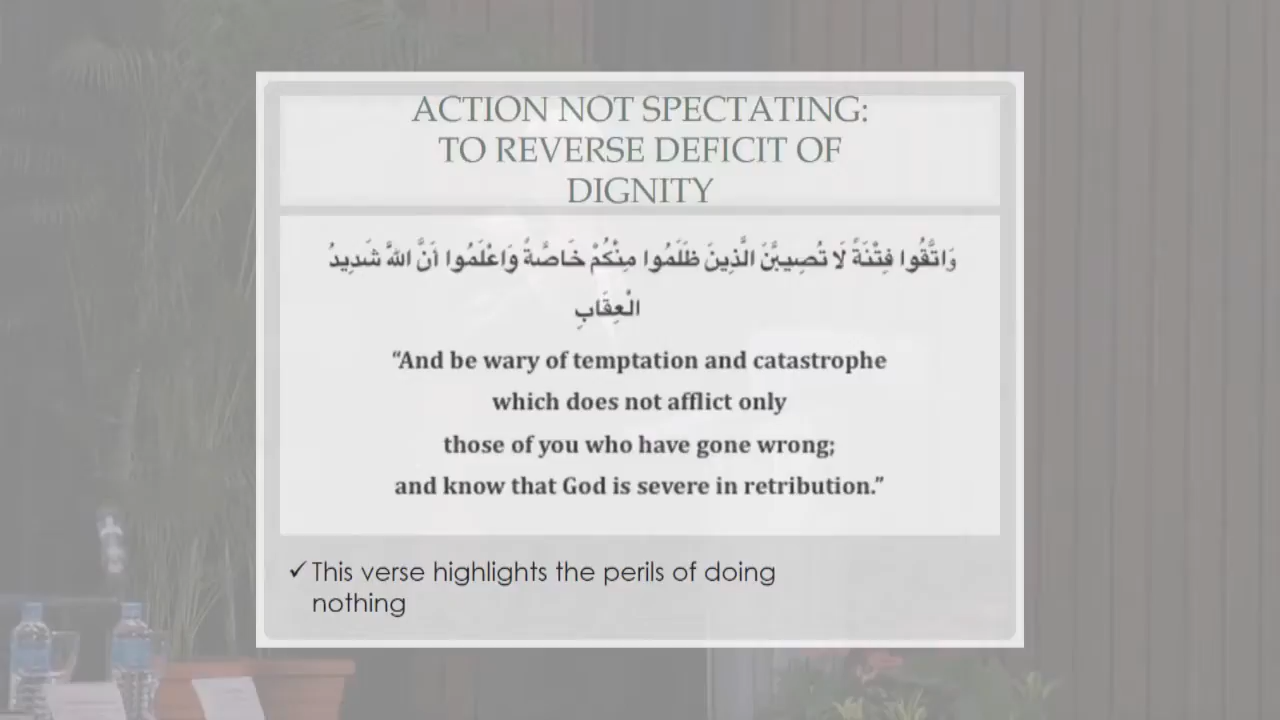 ACTION NOT SPECTATING:
TO REVERSE DEFICIT OF
DIGNITY
وَاتَّقُوا فِتْنَةً لَا تُصِيبَنَّ الَّذِينَ ظَلَمُوا مِنْكُمْ خَاصَّةً وَاعْلَمُوا أَنَّ اللَّهَ شَدِيدُ
الْعِقَابِ
“And be wary of temptation and catastrophe
which does not afflict only
those of you who have gone wrong;
and know that God is severe in retribution.”
✓ This verse highlights the perils of doing
nothing